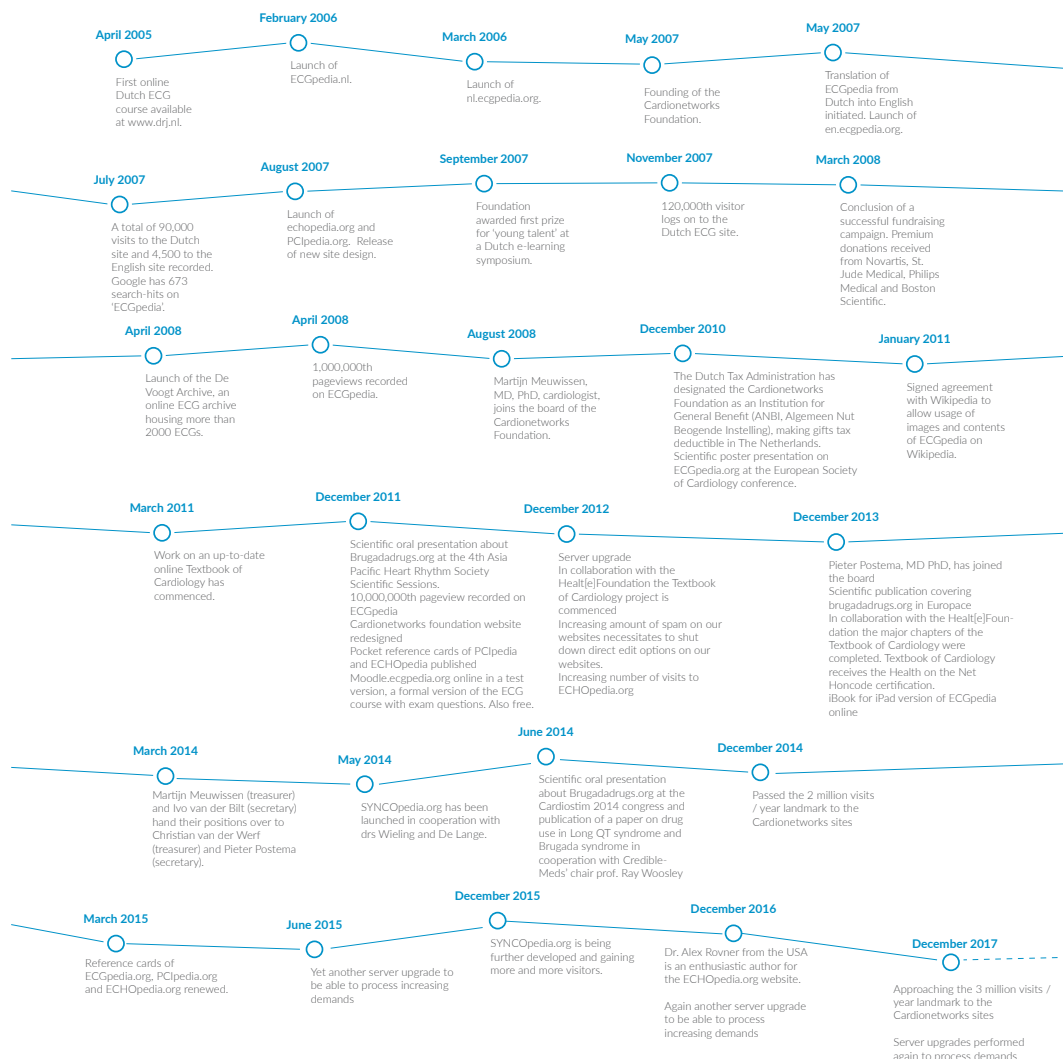 April 2005
First online
Dutch ECG
course available
at www.drj.nl.
February 2006
Launch of
ECGpedia.nl.
March 2006
Launch of
nl.ecgpedia.org.
May 2007
Founding of the
Cardionetworks
Foundation.
May 2007
Translation of
ECGpedia from
Dutch into English
initiated. Launch of
en.ecgpedia.org.
July 2007
A total of 90,000
visits to the Dutch
site and 4,500 to the
English site recorded.
Google has 673
search-hits on
'ECGpedia'.
August 2007
Launch of
echopedia.org and
PCIpedia.org. Release
of new site design.
September 2007
Foundation
awarded first prize
for 'young talent' at
a Dutch e-learning
symposium.
November 2007
120,000th visitor
logs on to the
Dutch ECG site.
March 2008
Conclusion of a
successful fundraising
campaign. Premium
donations received
from Novartis, St.
Jude Medical, Philips
Medical and Boston
Scientific.
April 2008
Launch of the De
Voogt Archive, an
online ECG archive
housing more than
2000 ECGs.
April 2008
1,000,000th
pageviews recorded
on ECGpedia.
August 2008
Martijn Meuwissen,
MD, PhD, cardiologist,
joins the board of the
Cardionetworks
Foundation.
December 2010
The Dutch Tax Administration has
designated the Cardionetworks
Foundation as an Institution for
General Benefit (ANBI, Algemeen Nut
Beogende Instelling), making gifts tax
deductible in The Netherlands.
Scientific poster presentation on
ECGpedia.org at the European Society
of Cardiology conference.
January 2011
Signed agreement
with Wikipedia to
allow usage of
images and contents
of ECGpedia on
Wikipedia.
March 2011
Work on an up-to-date
online Textbook of
Cardiology has
commenced.
December 2011
Scientific oral presentation about
Brugadadrugs.org at the 4th Asia
Pacific Heart Rhythm Society
Scientific Sessions.
10,000,000th pageview recorded on
ECGpedia
Cardionetworks foundation website
redesigned
Pocket reference cards of PCIpedia
and ECHOpedia published
Moodle.ecgpedia.org online in a test
version, a formal version of the ECG
course with exam questions. Also free.
December 2012
Server upgrade
In collaboration with the
Healt[e]Foundation the Textbook
of Cardiology project is
commenced
Increasing amount of spam on our
websites necessitates to shut
down direct edit options on our
websites.
Increasing number of visits to
ECHOpedia.org
December 2013
Pieter Postema, MD PhD, has joined
the board
Scientific publication covering
brugadadrugs.org in Europace
In collaboration with the Healt[e]Foun-
dation the major chapters of the
Textbook of Cardiology were
completed. Textbook of Cardiology
receives the Health on the Net
Honcode certification.
iBook for iPad version of ECGpedia
online
March 2014
Martijn Meuwissen (treasurer)
and Ivo van der Bilt (secretary)
hand their positions over to
Christian van der Werf
(treasurer) and Pieter Postema
(secretary).
May 2014
SYNCOpedia.org has been
launched in cooperation with
drs Wieling and De Lange.
June 2014
Scientific oral presentation
about Brugadadrugs.org at the
Cardiostim 2014 congress and
publication of a paper on drug
use in Long QT syndrome and
Brugada syndrome in
cooperation with Credible-
Meds' chair prof. Ray Woosley
December 2014
Passed the 2 million visits
/ year landmark to the
Cardionetworks sites
March 2015
Reference cards of
ECGpedia.org, PCIpedia.org
and ECHOpedia.org renewed.
June 2015
Yet another server upgrade to
be able to process increasing
demands
December 2015
SYNCOpedia.org is being
further developed and gaining
more and more visitors.
December 2016
Dr. Alex Rovner from the USA
is an enthusiastic author for
the ECHOpedia.org website.
Again another server upgrade
to be able to process
increasing demands
December 2017
Approaching the 3 million visits /
year landmark to the
Cardionetworks sites
Server upgrades performed
again to process demands